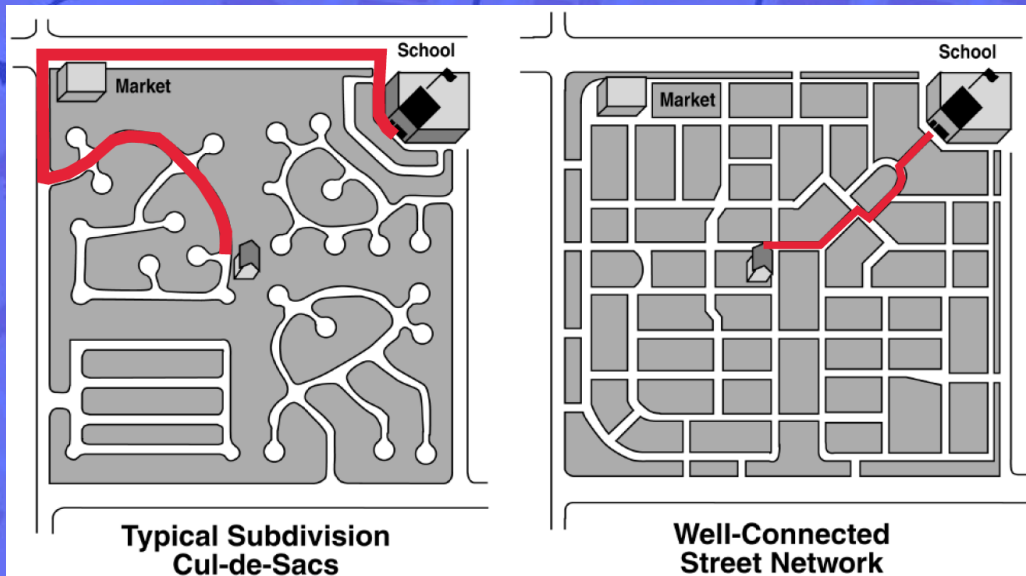 School
Market
Typical Subdivision
Cul-de-Sacs
School
Market
Well-Connected
Street Network